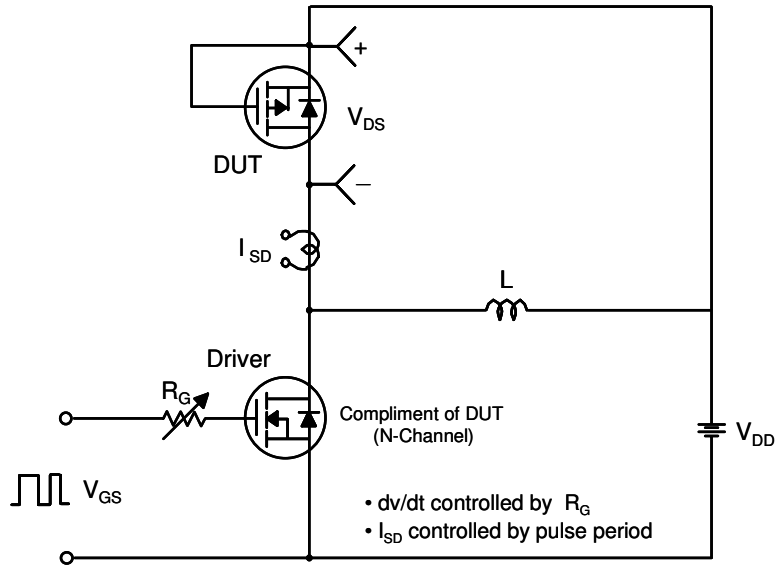 +
V_DS
DUT
–
I_SD
L
Driver
R_G
Compliment of DUT
(N-Channel)
V_DD
V_GS
• dv/dt controlled by R_G
• I_SD controlled by pulse period